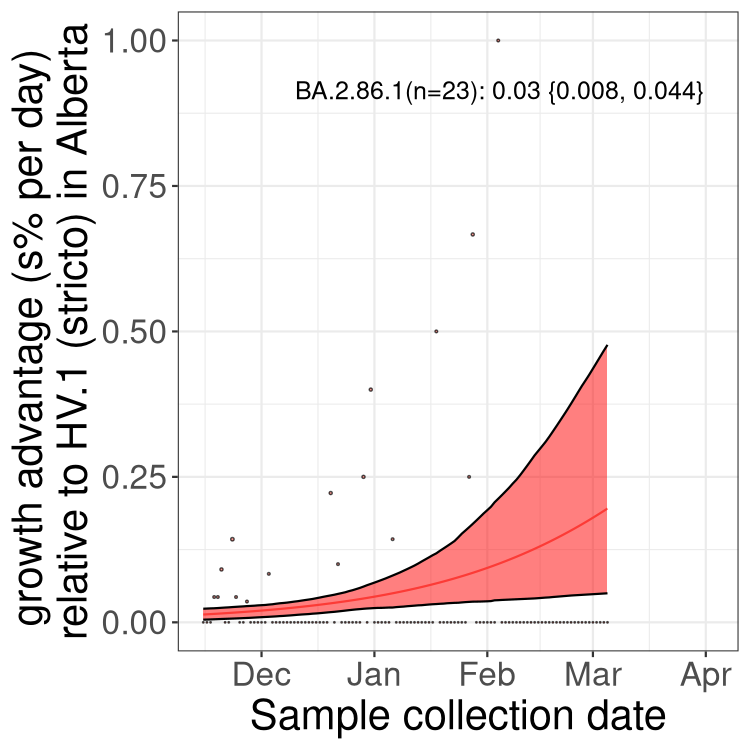 growth advantage (s% per day)
relative to HV.1 (stricto) in Alberta
1.00
0.75
0.50
0.25
0.00
BA.2.86.1(n=23): 0.03 {0.008, 0.044}
Dec Jan Feb Mar Apr
Sample collection date